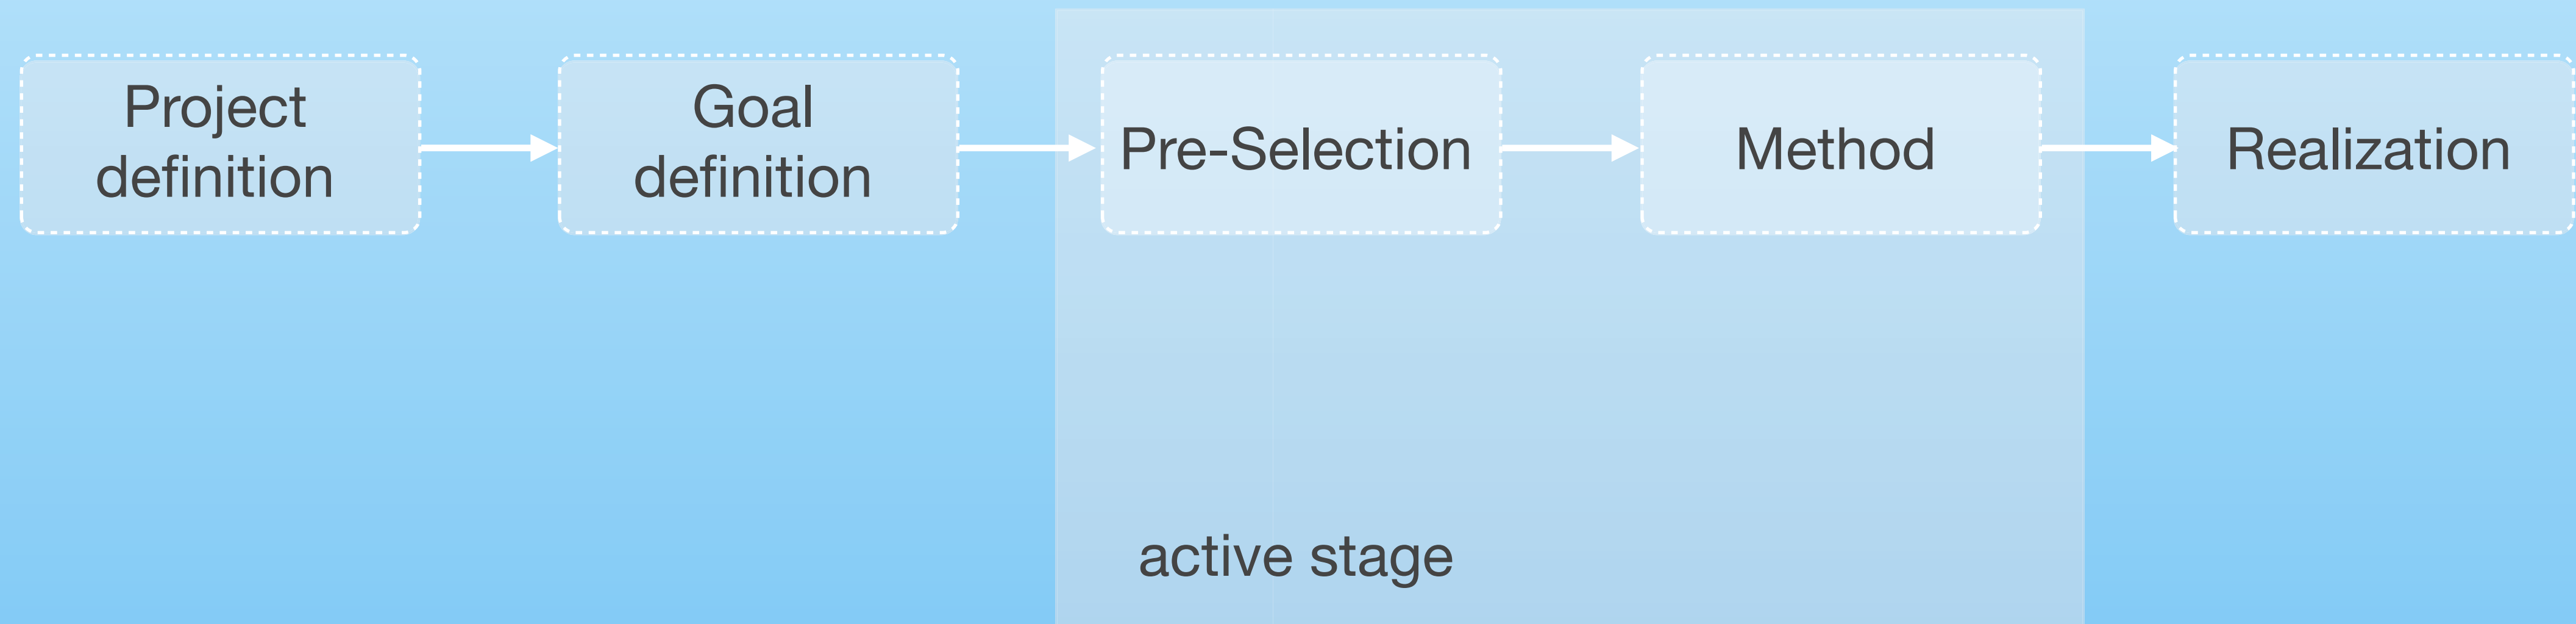 Project
definition
Goal
definition
Pre-Selection
Method
Realization
active stage